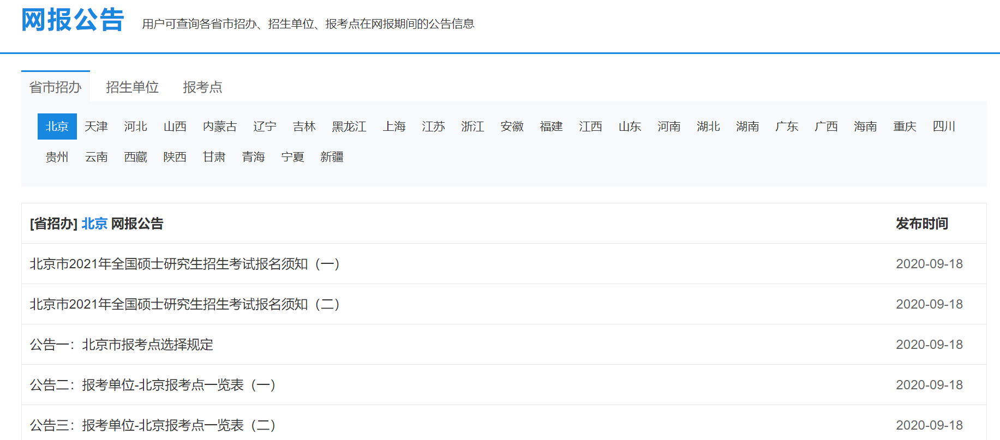 网报公告 用户可查询各省市招办、招生单位、报考点在网报期间的公告信息
省市招办 招生单位 报考点
北京 天津 河北 山西 内蒙古 辽宁 吉林 黑龙江 上海 江苏 浙江 安徽 福建 江西 山东 河南 湖北 湖南 广东 广西 海南 重庆 四川
贵州 云南 西藏 陕西 甘肃 青海 宁夏 新疆
[省招办] 北京 网报公告 发布时间
北京市2021年全国硕士研究生招生考试报名须知（一） 2020-09-18
北京市2021年全国硕士研究生招生考试报名须知（二） 2020-09-18
公告一：北京市报考点选择规定 2020-09-18
公告二：报考单位-北京报考点一览表（一） 2020-09-18
公告三：报考单位-北京报考点一览表（二） 2020-09-18